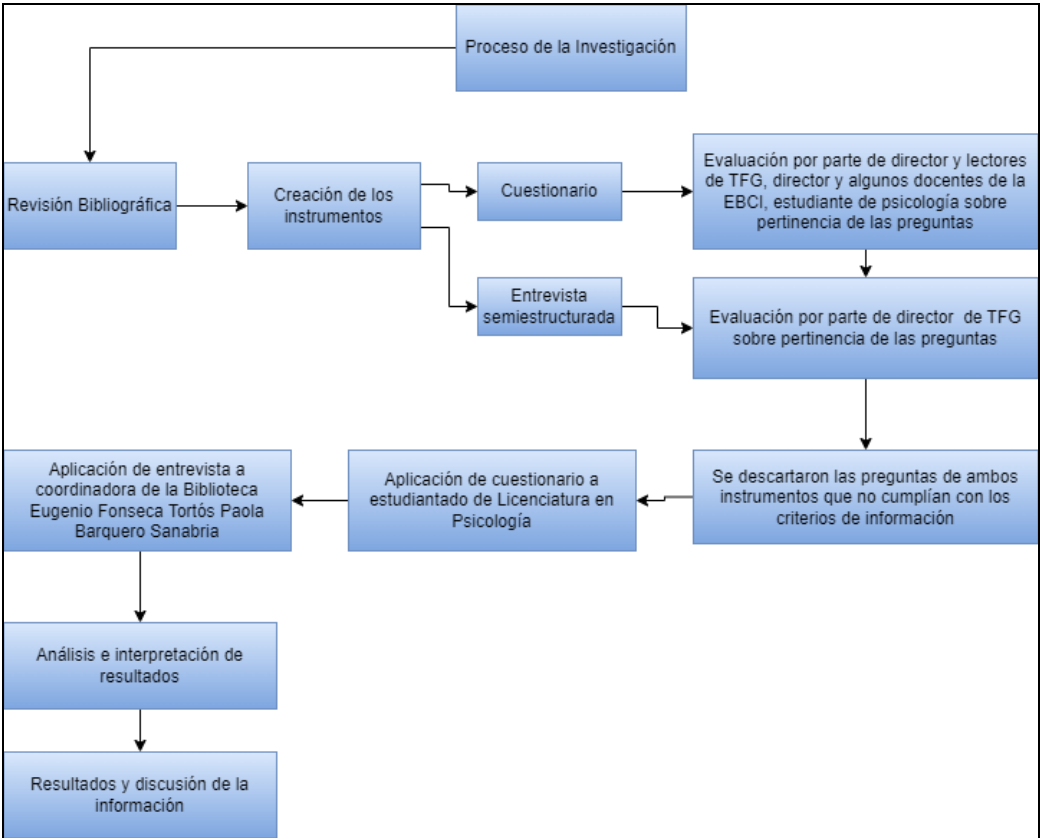 Proceso de la Investigación
Revisión Bibliográfica
Creación de los
instrumentos
Cuestionario
Evaluación por parte de director y lectores
de TFG, director y algunos docentes de la
EBCI, estudiante de psicología sobre
pertinencia de las preguntas
Entrevista
semiestructurada
Evaluación por parte de director  de TFG
sobre pertinencia de las preguntas
Se descartaron las preguntas de ambos
instrumentos que no cumplían con los
criterios de información
Aplicación de cuestionario a
estudiantado de Licenciatura en
Psicología
Aplicación de entrevista a
coordinadora de la Biblioteca
Eugenio Fonseca Tortós Paola
Barquero Sanabria
Análisis e interpretación de
resultados
Resultados y discusión de la
información